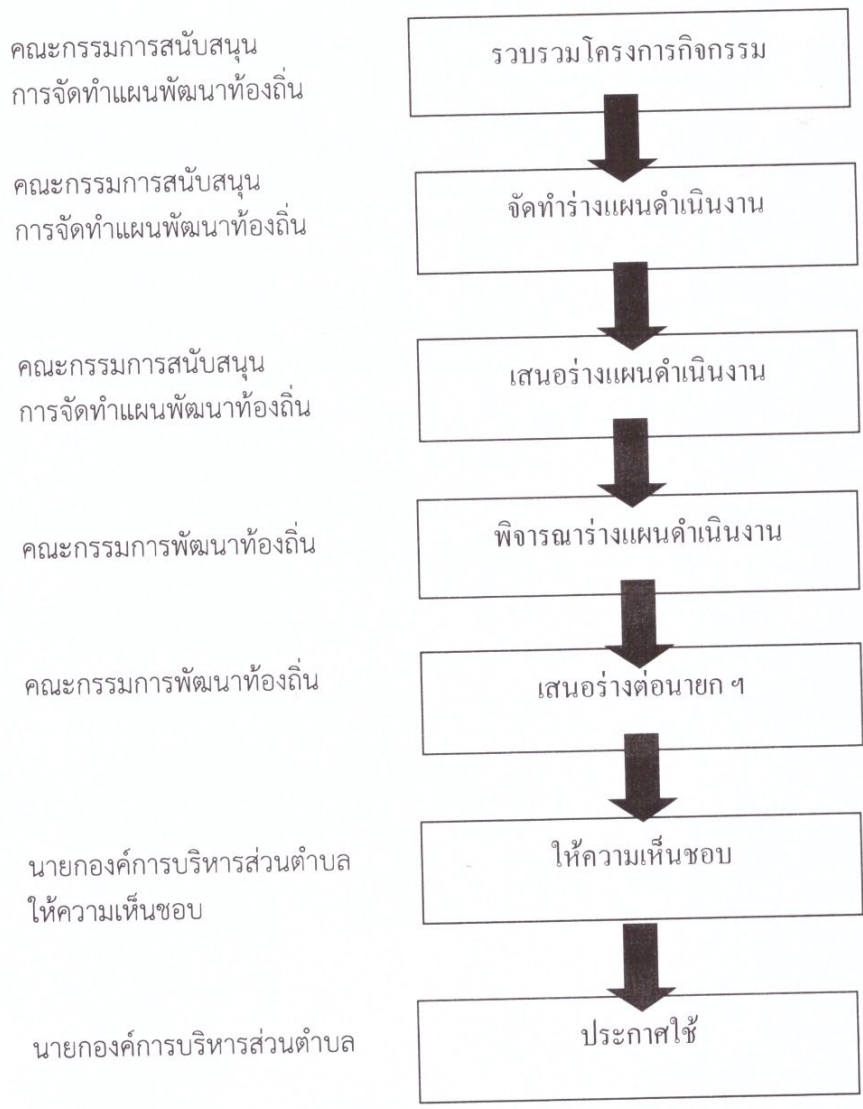 คณะกรรมการสนับสนุน
การจัดทำแผนพัฒนาท้องถิ่น
รวบรวมโครงการกิจกรรม
คณะกรรมการสนับสนุน
การจัดทำแผนพัฒนาท้องถิ่น
จัดทำร่างแผนดำเนินงาน
คณะกรรมการสนับสนุน
การจัดทำแผนพัฒนาท้องถิ่น
เสนอร่างแผนดำเนินงาน
คณะกรรมการพัฒนาท้องถิ่น
พิจารณาร่างแผนดำเนินงาน
คณะกรรมการพัฒนาท้องถิ่น
เสนอร่างต่อนายก ฯ
นายกองค์การบริหารส่วนตำบล
ให้ความเห็นชอบ
ให้ความเห็นชอบ
นายกองค์การบริหารส่วนตำบล
ประกาศใช้